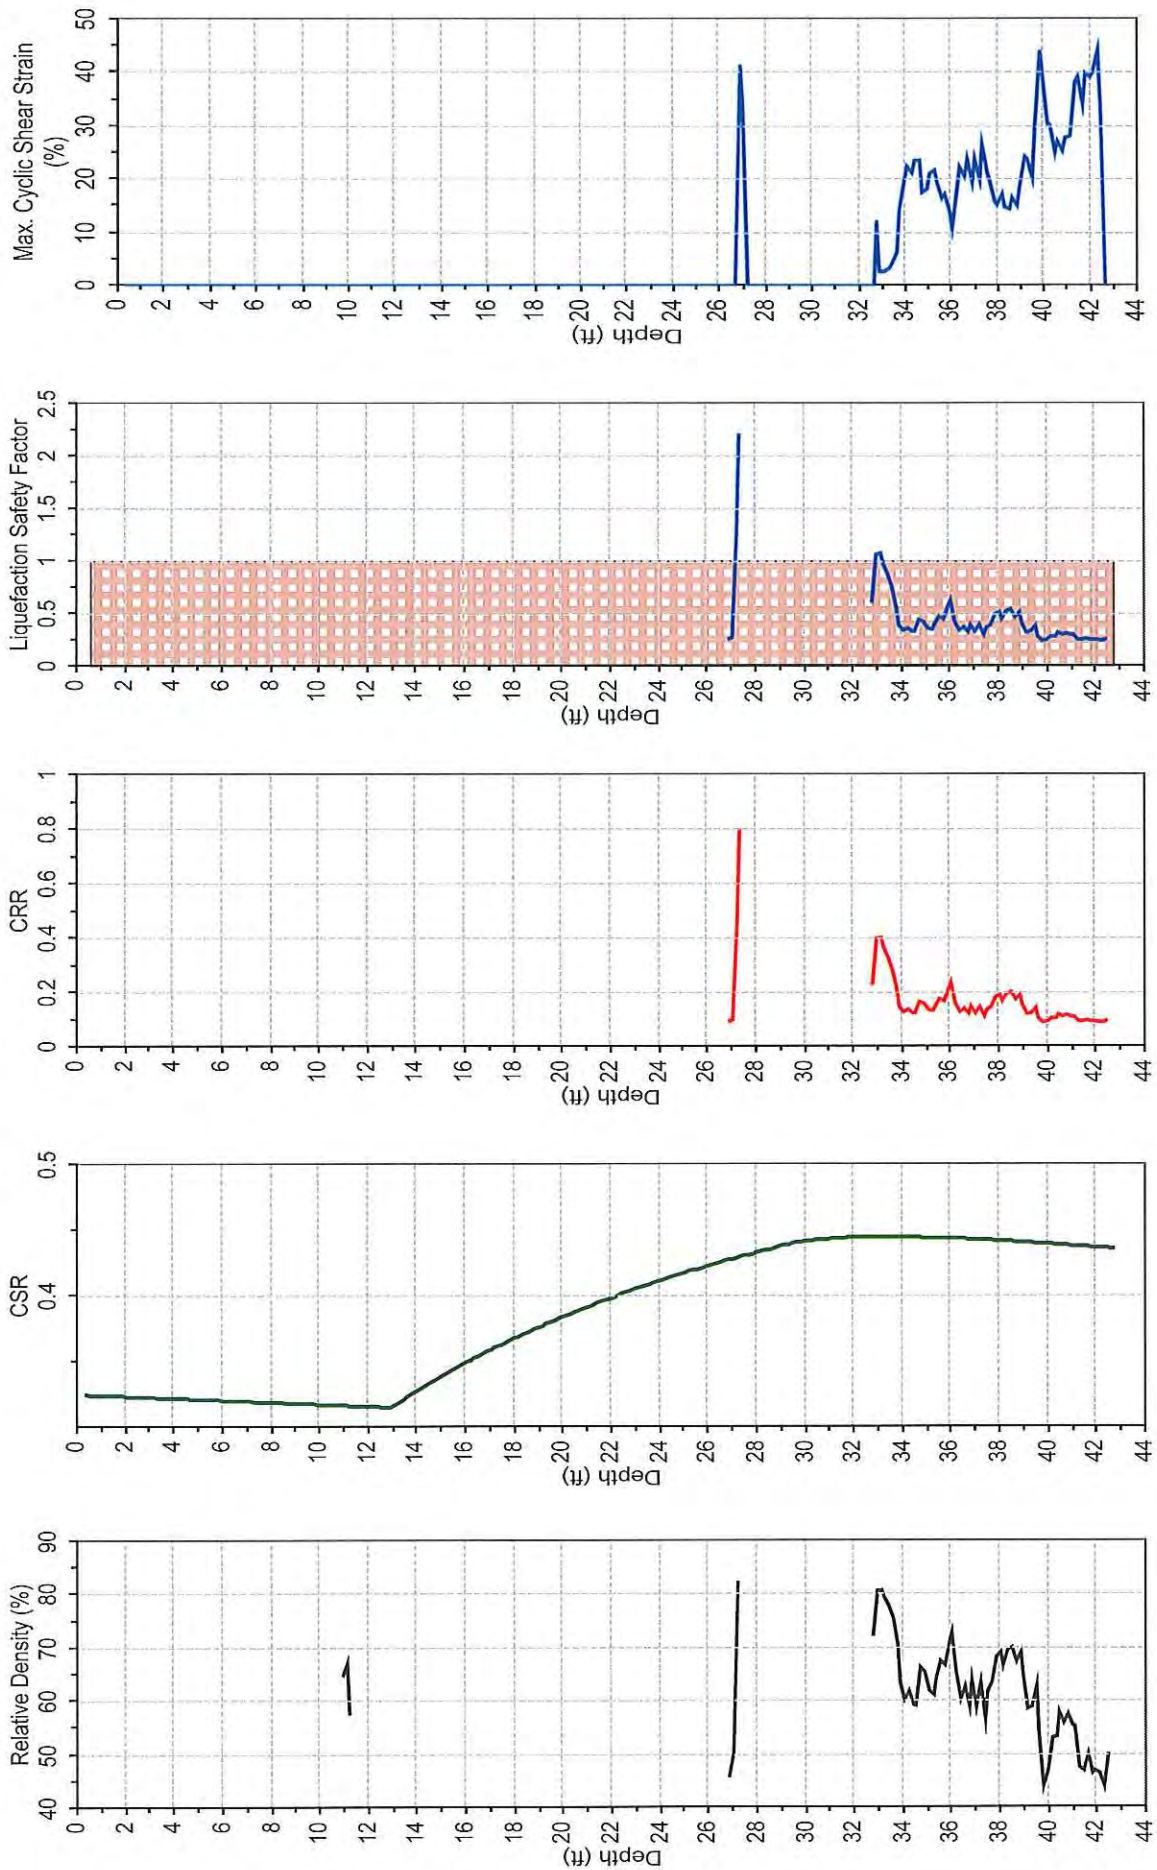 Max. Cyclic Shear Strain
(%)
50
40
30
20
10
0
0 2 4 6 8 10 12 14 16 18 20 22 24 26 28 30 32 34 36 38 40 42 44
Depth (ft)
Liquefaction Safety Factor
2.5
2
1.5
1
0.5
0
0 2 4 6 8 10 12 14 16 18 20 22 24 26 28 30 32 34 36 38 40 42 44
Depth (ft)
CRR
1
0.8
0.6
0.4
0.2
0
0 2 4 6 8 10 12 14 16 18 20 22 24 26 28 30 32 34 36 38 40 42 44
Depth (ft)
CSR
0.5
0.4
0 2 4 6 8 10 12 14 16 18 20 22 24 26 28 30 32 34 36 38 40 42 44
Depth (ft)
Relative Density (%)
90
80
70
60
50
40
0 2 4 6 8 10 12 14 16 18 20 22 24 26 28 30 32 34 36 38 40 42 44
Depth (ft)